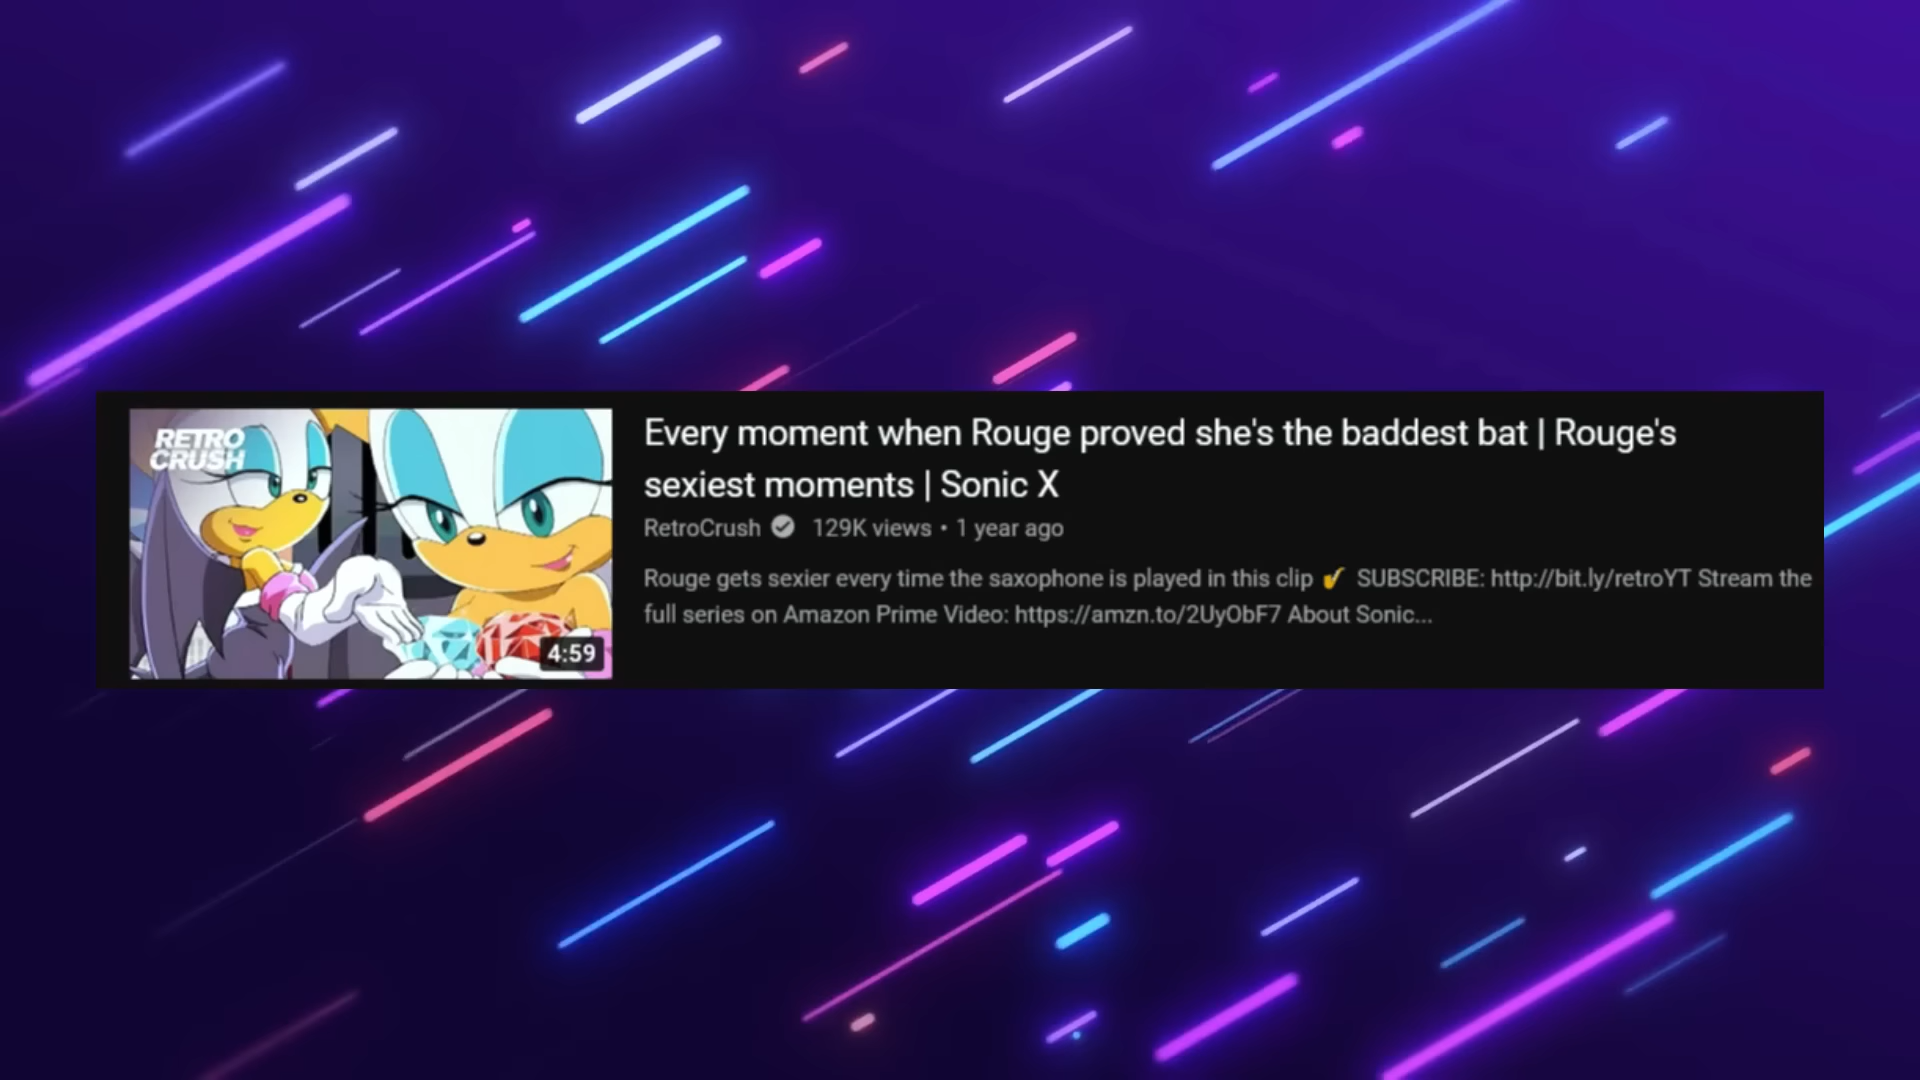 RETRO
CRUSH
4:59
Every moment when Rouge proved she's the baddest bat | Rouge's
sexiest moments | Sonic X
RetroCrush 129K views • 1 year ago
Rouge gets sexier every time the saxophone is played in this clip ✔ SUBSCRIBE: http://bit.ly/retroYT Stream the
full series on Amazon Prime Video: https://amzn.to/2UyObF7 About Sonic...